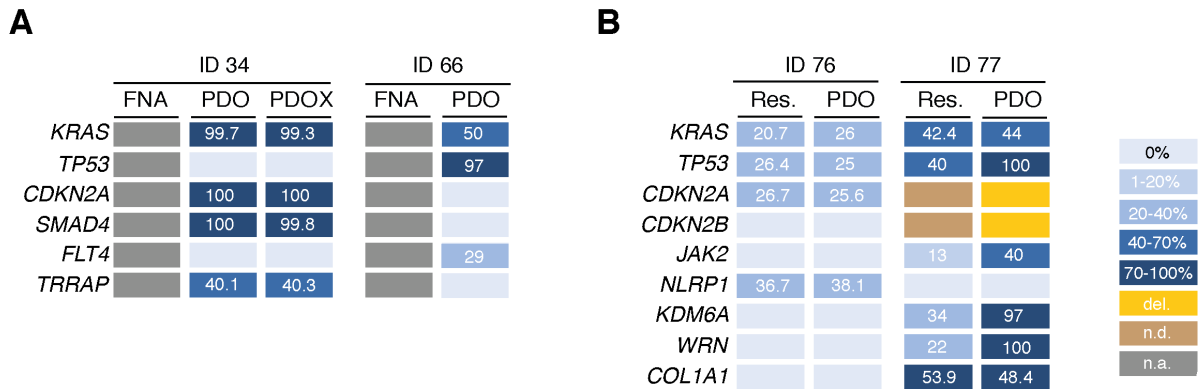 A
ID 34 ID 66
FNA PDO PDOX FNA PDO
KRAS 99.7 99.3 50
TP53 97
CDKN2A 100 100
SMAD4 100 99.8
FLT4 29
TRRAP 40.1 40.3
B
ID 76 ID 77
Res. PDO Res. PDO
KRAS 20.7 26 42.4 44
TP53 26.4 25 40 100
CDKN2A 26.7 25.6
CDKN2B
JAK2 13 40
NLRP1 36.7 38.1
KDM6A 34 97
WRN 22 100
COL1A1 53.9 48.4
0%
1-20%
20-40%
40-70%
70-100%
del.
n.d.
n.a.